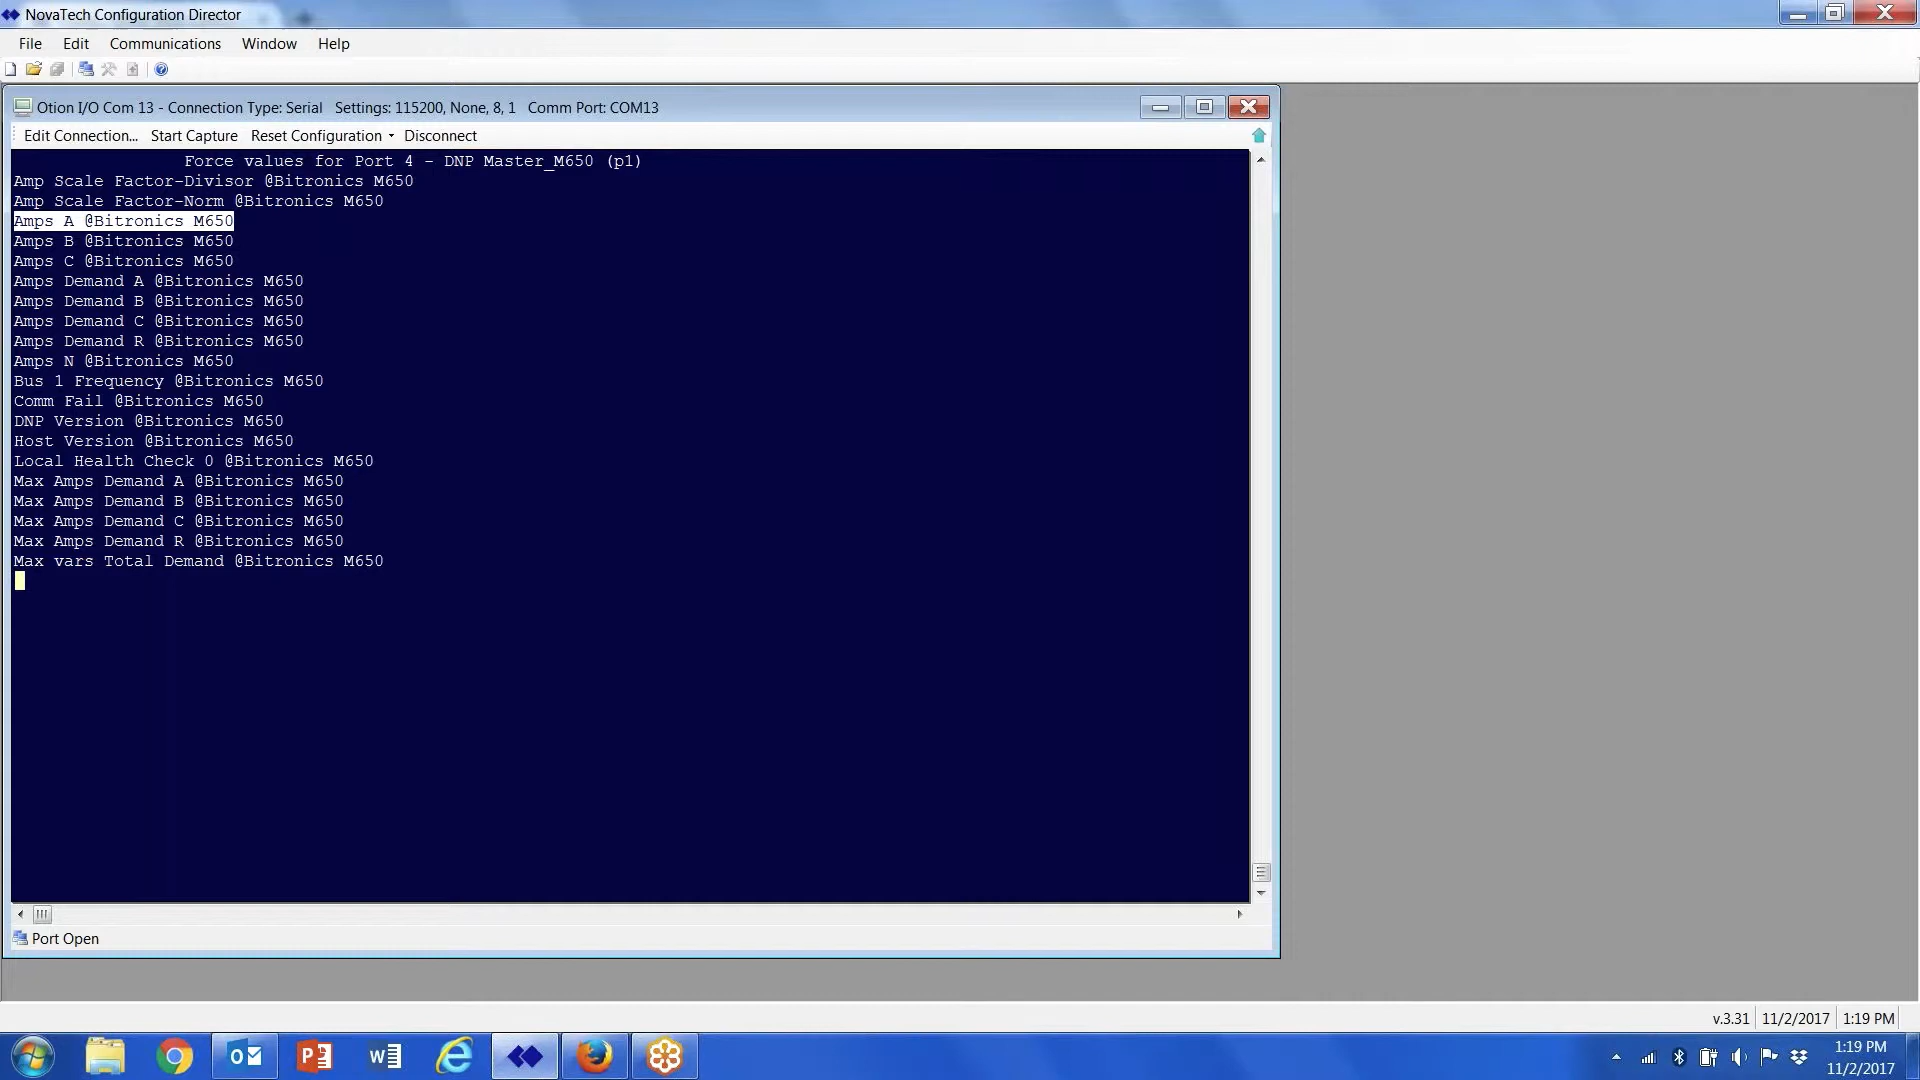 NovaTech Configuration Director
File Edit Communications Window Help
Otion I/O Com 13 - Connection Type: Serial Settings: 115200, None, 8, 1 Comm Port: COM13
Edit Connection... Start Capture Reset Configuration Disconnect
Force values for Port 4 - DNP Master_M650 (p1)
Amp Scale Factor-Divisor @Bitronics M650
Amp Scale Factor-Norm @Bitronics M650
Amps A @Bitronics M650
Amps B @Bitronics M650
Amps C @Bitronics M650
Amps Demand A @Bitronics M650
Amps Demand B @Bitronics M650
Amps Demand C @Bitronics M650
Amps Demand R @Bitronics M650
Amps N @Bitronics M650
Bus 1 Frequency @Bitronics M650
Comm Fail @Bitronics M650
DNP Version @Bitronics M650
Host Version @Bitronics M650
Local Health Check 0 @Bitronics M650
Max Amps Demand A @Bitronics M650
Max Amps Demand B @Bitronics M650
Max Amps Demand C @Bitronics M650
Max Amps Demand R @Bitronics M650
Max vars Total Demand @Bitronics M650
Port Open
v.3.31 11/2/2017 1:19 PM
1:19 PM
11/2/2017